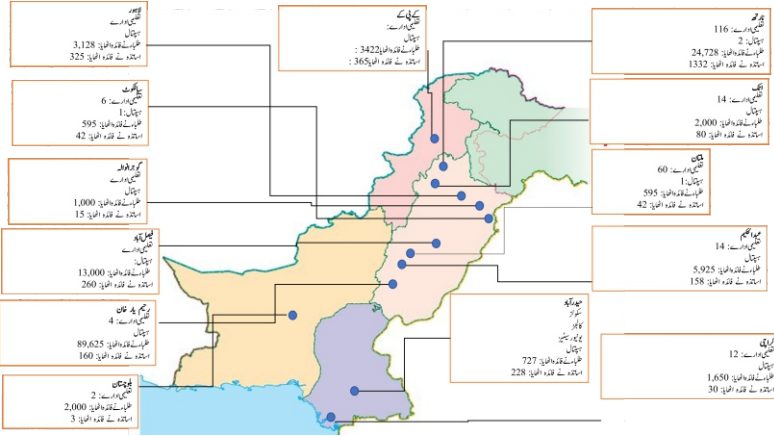 لاہور
تعلیمی ادارے
ہسپتال
طلباء نے فائدہ اٹھایا: 3,128
اساتذہ نے فائدہ اٹھایا: 325
کے پی کے
تعلیمی ادارے:
ہسپتال
طلباء نے فائدہ اٹھایا3422 :
اساتذہ نے فائدہ اٹھایا365 :
نارتھ
تعلیمی ادارے: 116
ہسپتال: 2
طلباء نے فائدہ اٹھایا: 24,728
اساتذہ نے فائدہ اٹھایا: 1332
سیالکوٹ
تعلیمی ادارے: 6
ہسپتال:1
طلباء نے فائدہ اٹھایا: 595
اساتذہ نے فائدہ اٹھایا: 42
اٹک
تعلیمی ادارے: 14
ہسپتال
طلباء نے فائدہ اٹھایا: 2,000
اساتذہ نے فائدہ اٹھایا: 80
گوجرانوالہ
تعلیمی ادارے
ہسپتال
طلباء نے فائدہ اٹھایا: 1,000
اساتذہ نے فائدہ اٹھایا: 15
ملتان
تعلیمی ادارے: 60
ہسپتال:1
طلباء نے فائدہ اٹھایا: 595
اساتذہ نے فائدہ اٹھایا: 42
فیصل آباد
تعلیمی ادارے
ہسپتال:
طلباء نے فائدہ اٹھایا: 13,000
اساتذہ نے فائدہ اٹھایا: 260
عبدالحکیم
تعلیمی ادارے: 14
ہسپتال
طلباء نے فائدہ اٹھایا: 5,925
اساتذہ نے فائدہ اٹھایا: 158
رحیم یار خان
تعلیمی ادارے: 4
ہسپتال
طلباء نے فائدہ اٹھایا: 89,625
اساتذہ نے فائدہ اٹھایا: 160
حیدرآباد
سکولز
کالجز
یونیورسٹیز
ہسپتال
طلباء نے فائدہ اٹھایا: 727
اساتذہ نے فائدہ اٹھایا: 228
کراچی
تعلیمی ادارے: 12
ہسپتال
طلباء نے فائدہ اٹھایا: 1,650
اساتذہ نے فائدہ اٹھایا: 30
بلوچستان
تعلیمی ادارے: 2
طلباء نے فائدہ اٹھایا: 2,000
اساتذہ نے فائدہ اٹھایا: 3